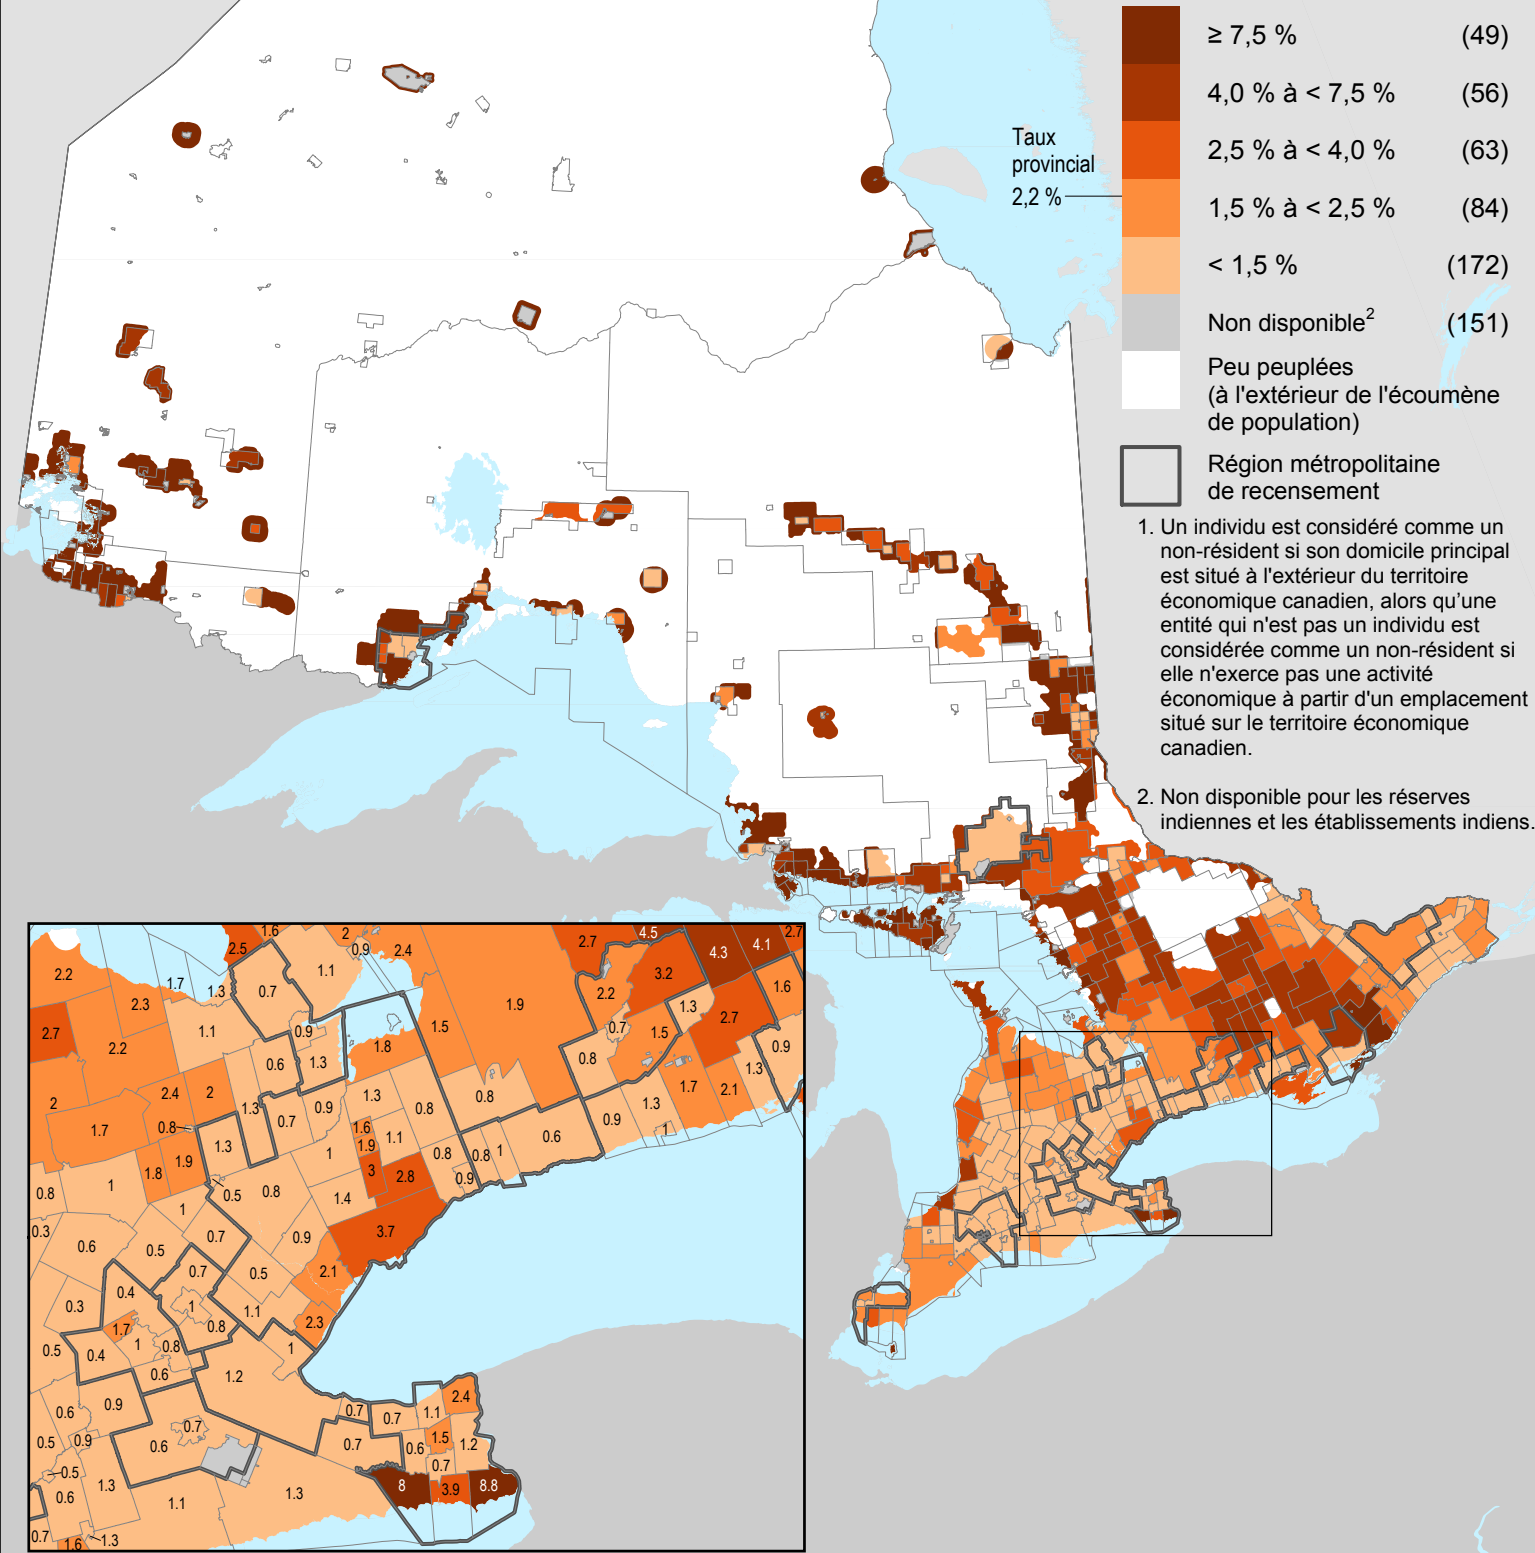 ≥ 7,5 % (49)
4,0 % à < 7,5 % (56)
Taux
provincial
2,2 %
2,5 % à < 4,0 % (63)
1,5 % à < 2,5 % (84)
< 1,5 % (172)
Non disponible2 (151)
Peu peuplées
(à l'extérieur de l'écoumène
de population)
Région métropolitaine
de recensement
1. Un individu est considéré comme un
non-résident si son domicile principal
est situé à l'extérieur du territoire
économique canadien, alors qu'une
entité qui n'est pas un individu est
considérée comme un non-résident si
elle n'exerce pas une activité
économique à partir d'un emplacement
situé sur le territoire économique
canadien.
2. Non disponible pour les réserves
indiennes et les établissements indiens.
1.6 2 4.5
2.5 0.9 2.4 2.7 4.3 4.1 2.7
2.2 1.7 1.3 0.7 1.1 3.2 1.6
2.3 1.9 2.2 1.3
2.7 2.2 1.1 0.9 1.5 0.7 1.5 2.7 0.9
0.6 1.3 1.8 0.8 1.3
2 2.4 2 1.3 0.7 0.9 1.3 0.8 0.8 1.7 2.1
1.7 0.8 1.3 1.6 1.1 0.9 1.3 1
1.9 1 0.8 0.8 1 0.6
0.8 1 1.8 1.9 0.5 0.8 1.4 3 2.8 0.9
0.3 0.6 0.5 1 0.7 0.9 3.7
0.7 0.5 2.1
0.3 0.4 1 1.1 2.3
0.5 0.4 1.7 1 0.8 0.8 1
0.6 1.2
0.6 0.9 0.7 0.7 1.1 2.4
0.5 0.9 0.6 0.7 0.7 0.6 1.5 1.2
0.5 0.7
0.6 1.3 1.1 1.3 8 3.9 8.8
0.7 1.6 1.3